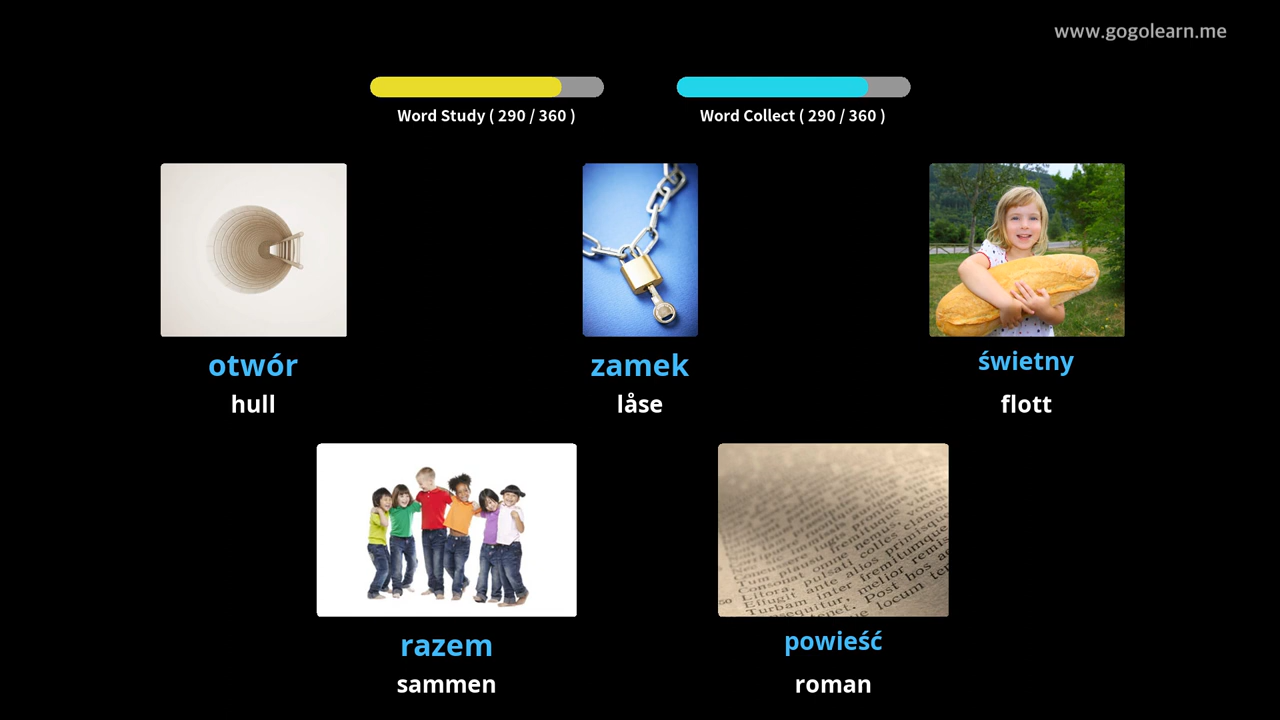 www.gogolearn.me
Word Study ( 290 / 360 )
Word Collect ( 290 / 360 )
otwór
hull
zamek
låse
świetny
flott
razem
sammen
powieść
roman